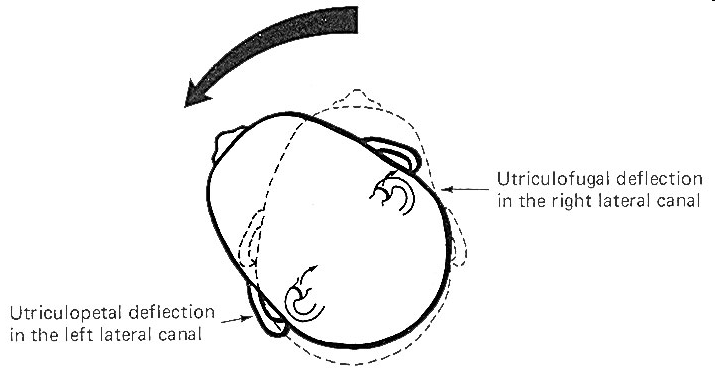 Utriculofugal deflection
in the right lateral canal
Utriculopetal deflection
in the left lateral canal